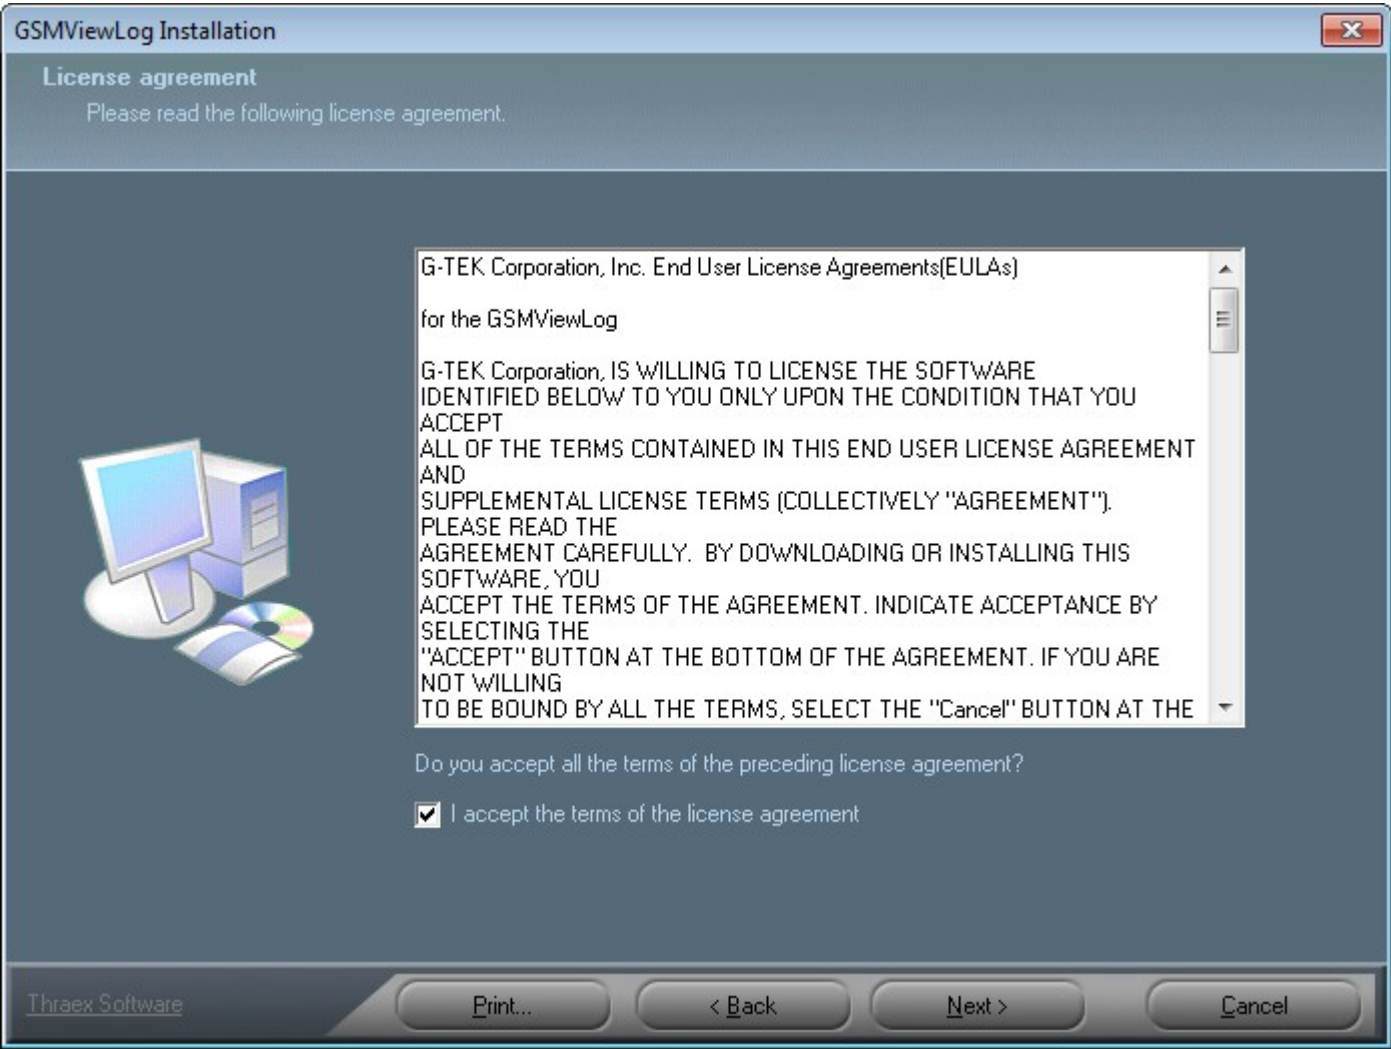 GSMViewLog Installation
License agreement
Please read the following license agreement.
G-TEK Corporation, Inc. End User License Agreements(EULAs)
for the GSMViewLog
G-TEK Corporation, IS WILLING TO LICENSE THE SOFTWARE
IDENTIFIED BELOW TO YOU ONLY UPON THE CONDITION THAT YOU
ACCEPT
ALL OF THE TERMS CONTAINED IN THIS END USER LICENSE AGREEMENT
AND
SUPPLEMENTAL LICENSE TERMS (COLLECTIVELY "AGREEMENT").
PLEASE READ THE
AGREEMENT CAREFULLY.  BY DOWNLOADING OR INSTALLING THIS
SOFTWARE, YOU
ACCEPT THE TERMS OF THE AGREEMENT. INDICATE ACCEPTANCE BY
SELECTING THE
"ACCEPT" BUTTON AT THE BOTTOM OF THE AGREEMENT. IF YOU ARE
NOT WILLING
TO BE BOUND BY ALL THE TERMS, SELECT THE "Cancel" BUTTON AT THE
Do you accept all the terms of the preceding license agreement?
I accept the terms of the license agreement
Thraex Software
Print...
< Back
Next >
Cancel